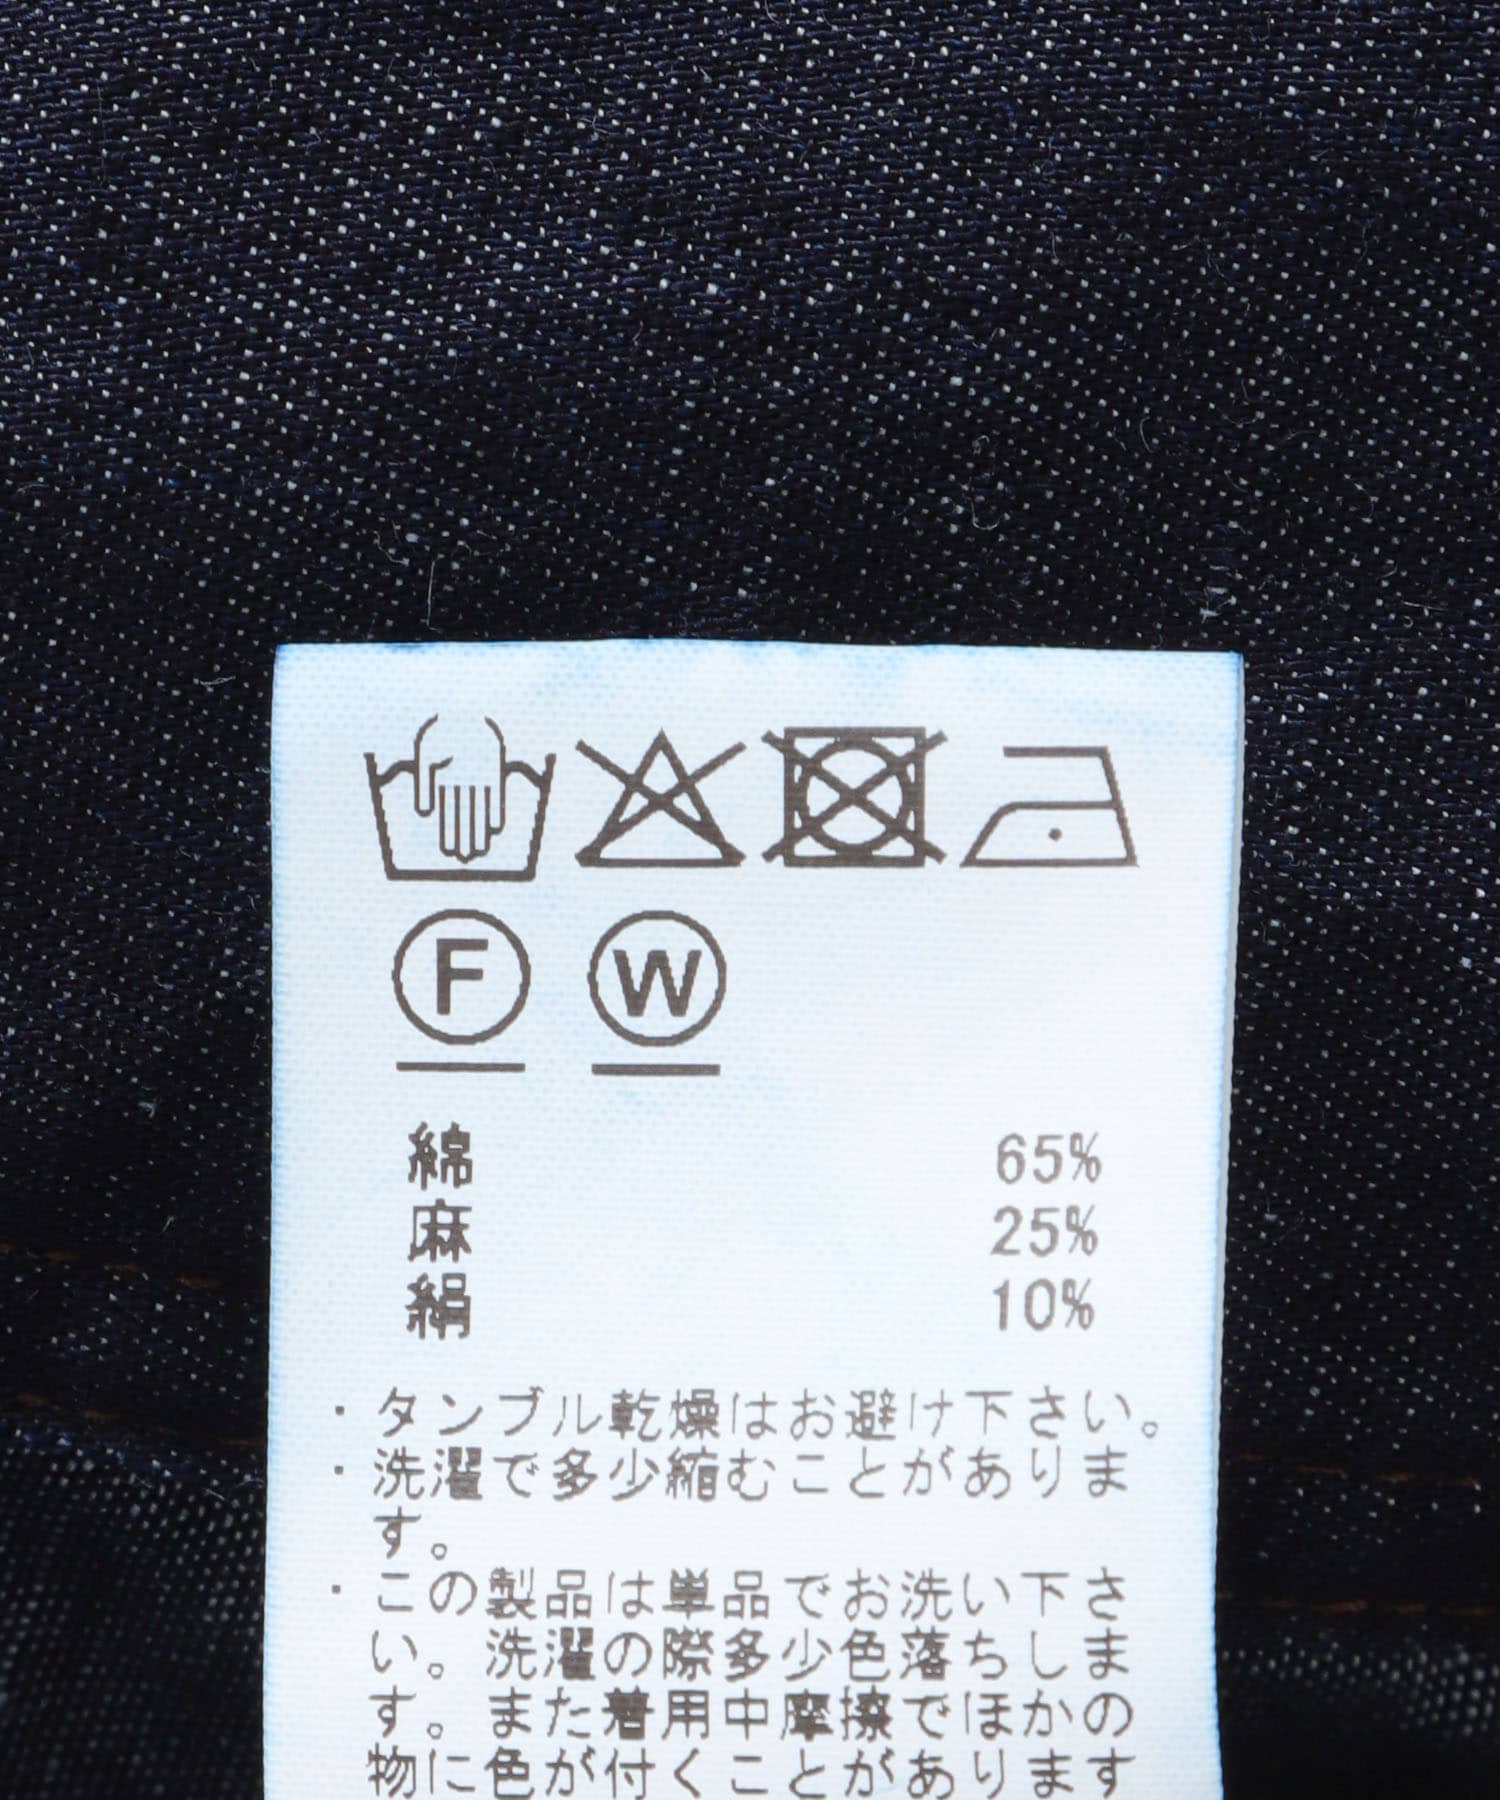 F W
綿 65%
麻 25%
絹 10%
・タンブル乾燥はお避け下さい。
・洗濯で多少縮むことがありま
す。
・この製品は単品でお洗い下さ
い。洗濯の際多少色落ちしま
す。また着用中摩擦でほかの
物に色が付くことがあります